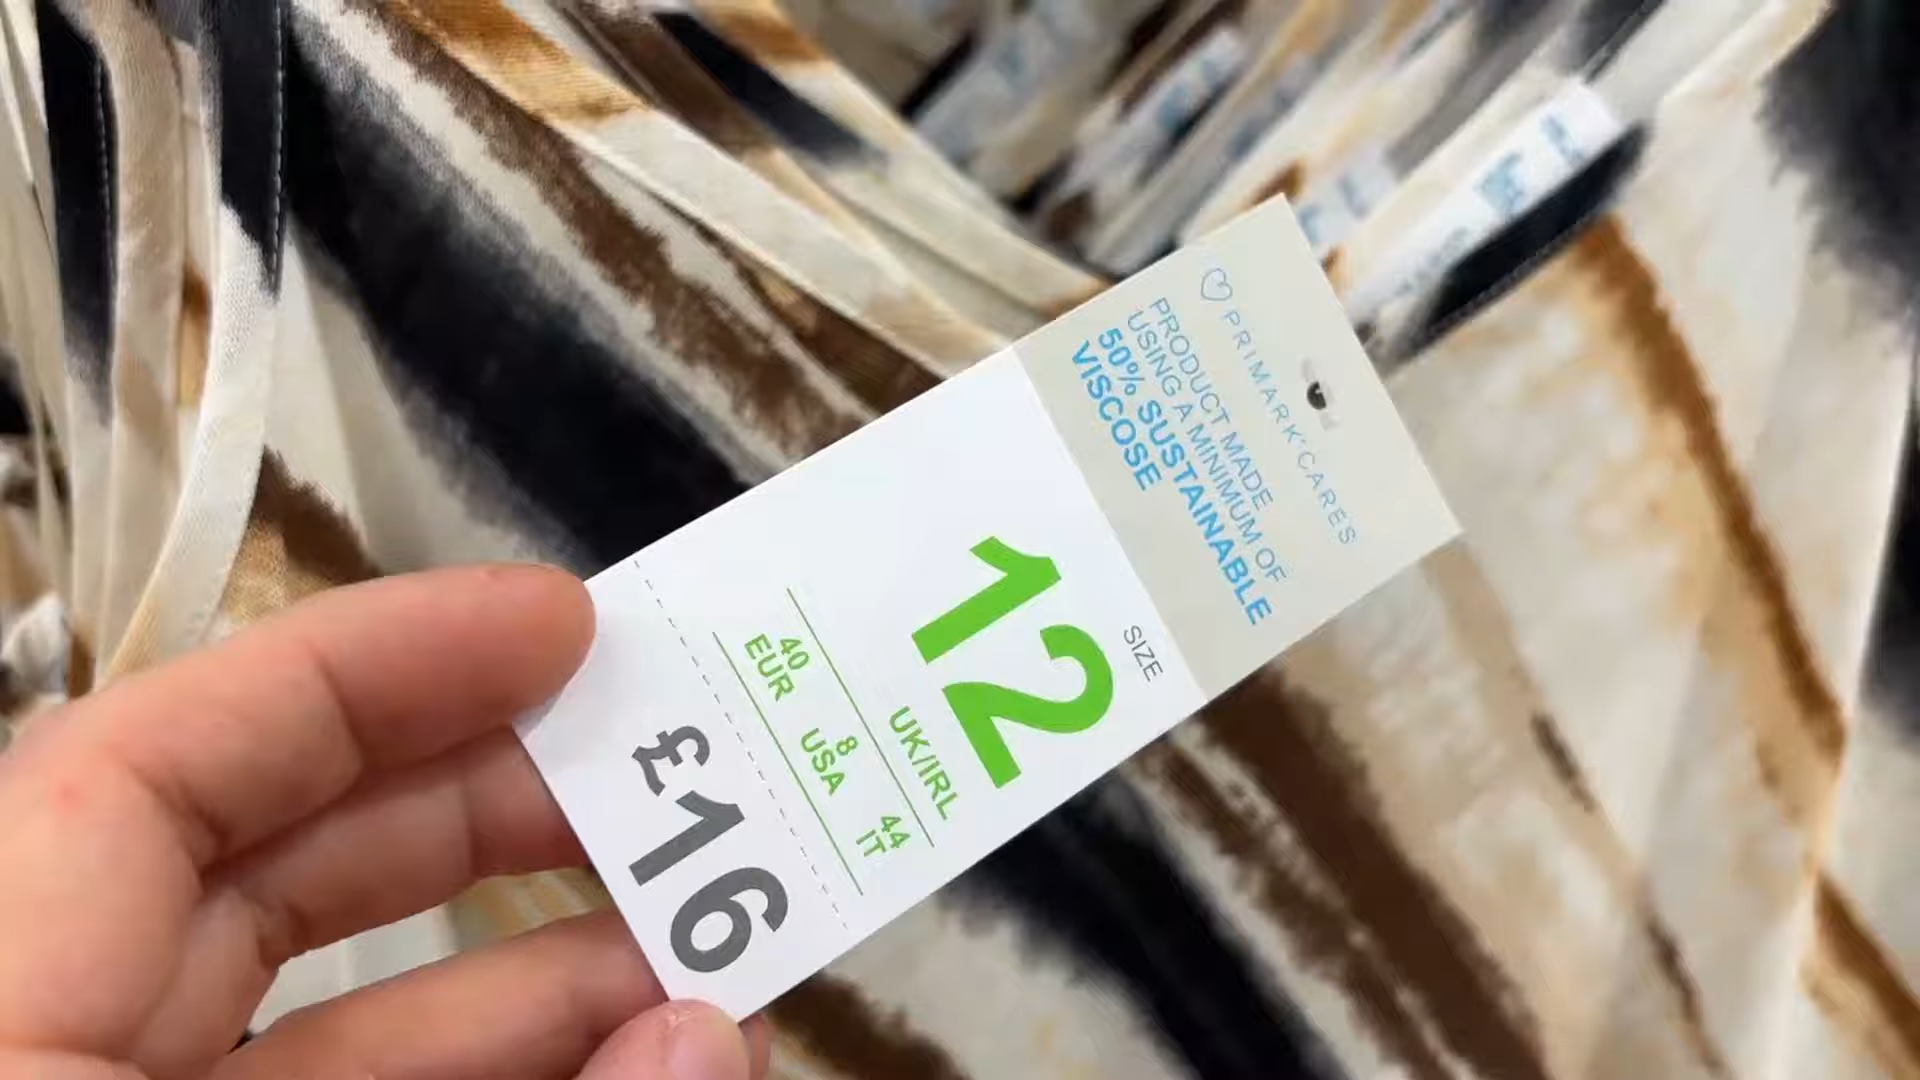 PRIMARK CARES
PRODUCT MADE
USING A MINIMUM OF
50% SUSTAINABLE
VISCOSE
SIZE
12
UK/IRL
40 8 44
EUR USA IT
£16